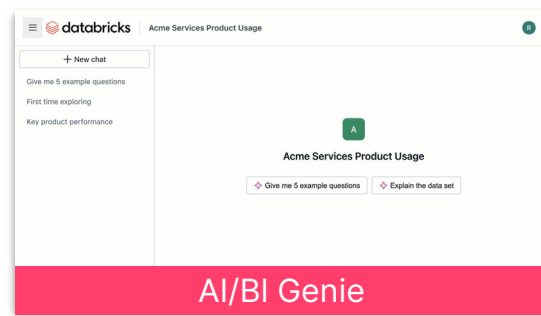 databricks
Acme Services Product Usage
R
+ New chat
Give me 5 example questions
First time exploring
Key product performance
A
Acme Services Product Usage
Give me 5 example questions
Explain the data set
AI/BI Genie